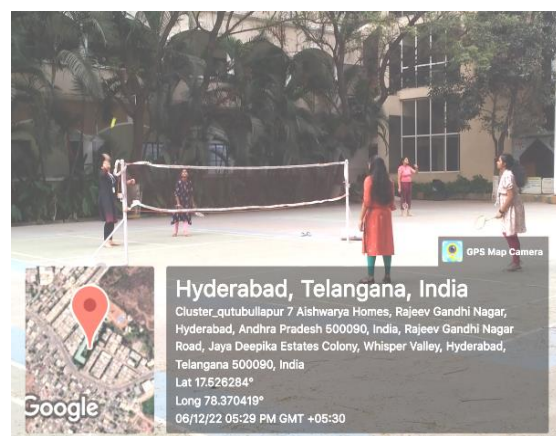 GPS Map Camera
Hyderabad, Telangana, India
Cluster_qutubullapur 7 Aishwarya Homes, Rajeev Gandhi Nagar,
Hyderabad, Andhra Pradesh 500090, India, Rajeev Gandhi Nagar
Road, Jaya Deepika Estates Colony, Whisper Valley, Hyderabad,
Telangana 500090, India
Lat 17.526284°
Long 78.370419°
06/12/22 05:29 PM GMT +05:30
Google